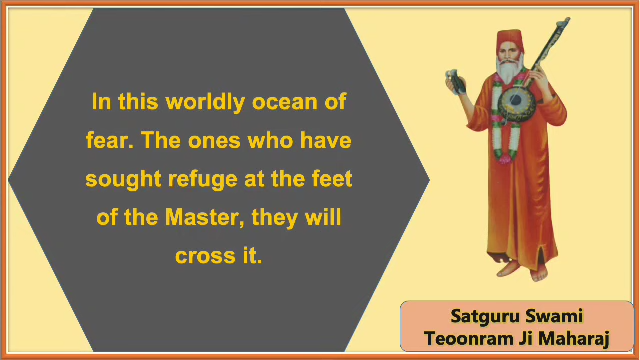 In this worldly ocean of
fear. The ones who have
sought refuge at the feet
of the Master, they will
cross it.
Satguru Swami
Teoonram Ji Maharaj